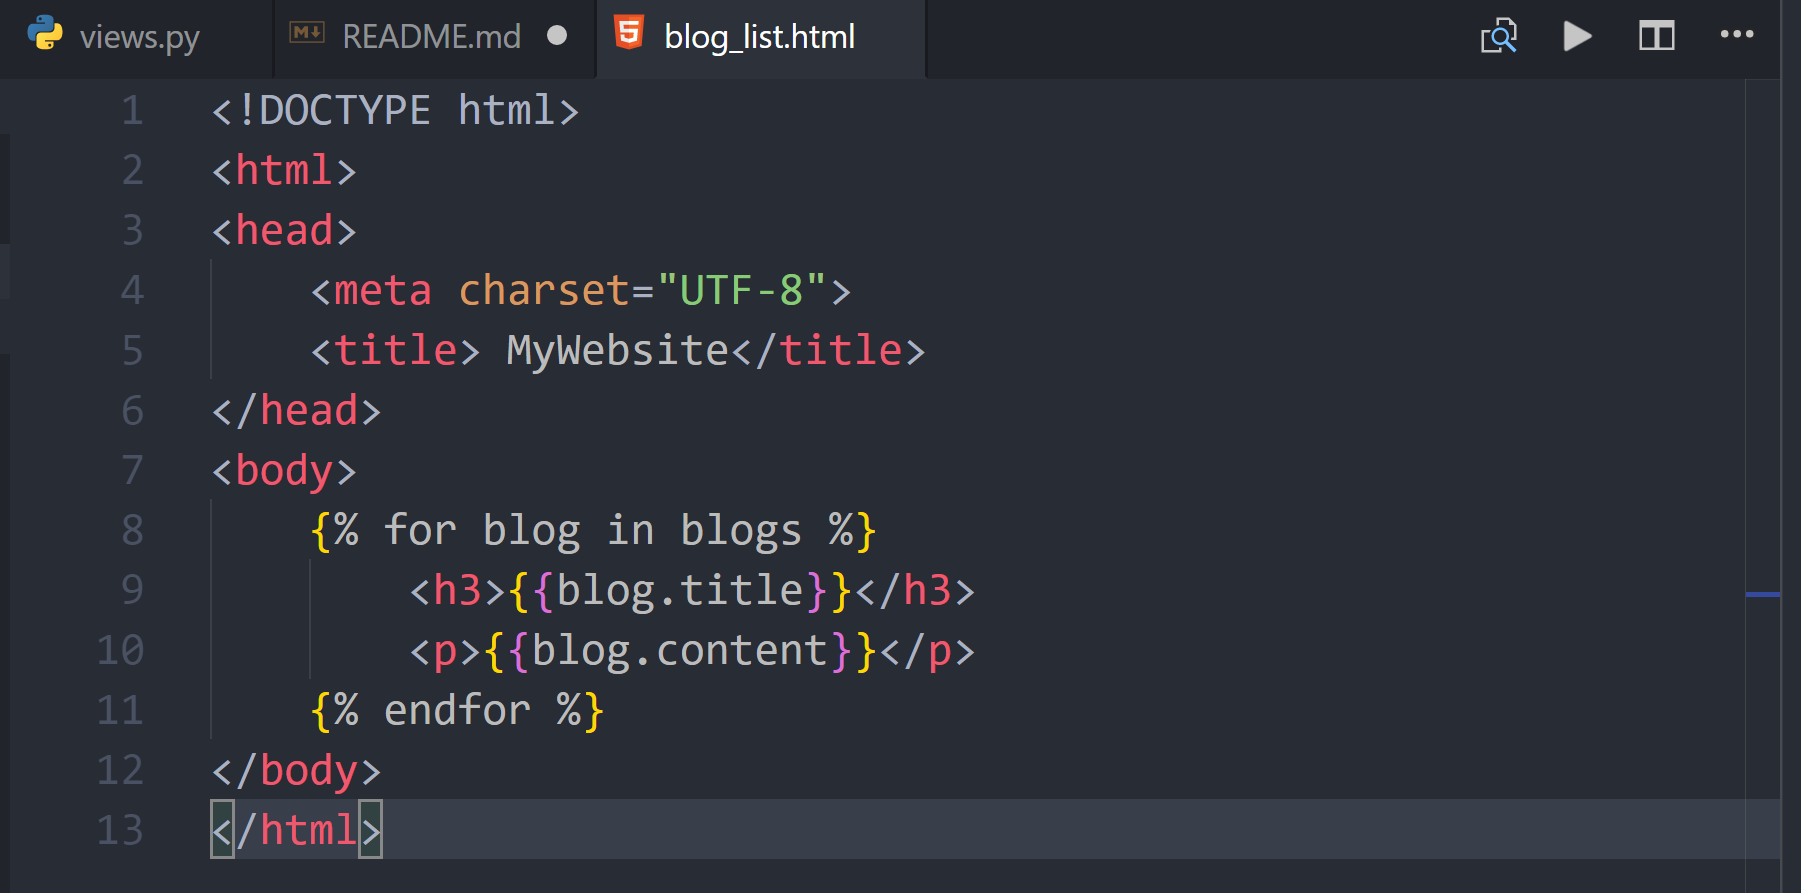 views.py README.md blog_list.html
1 <!DOCTYPE html>
2 <html>
3 <head>
4     <meta charset="UTF-8">
5     <title> MyWebsite</title>
6 </head>
7 <body>
8     {% for blog in blogs %}
9         <h3>{{blog.title}}</h3>
10         <p>{{blog.content}}</p>
11     {% endfor %}
12 </body>
13 </html>